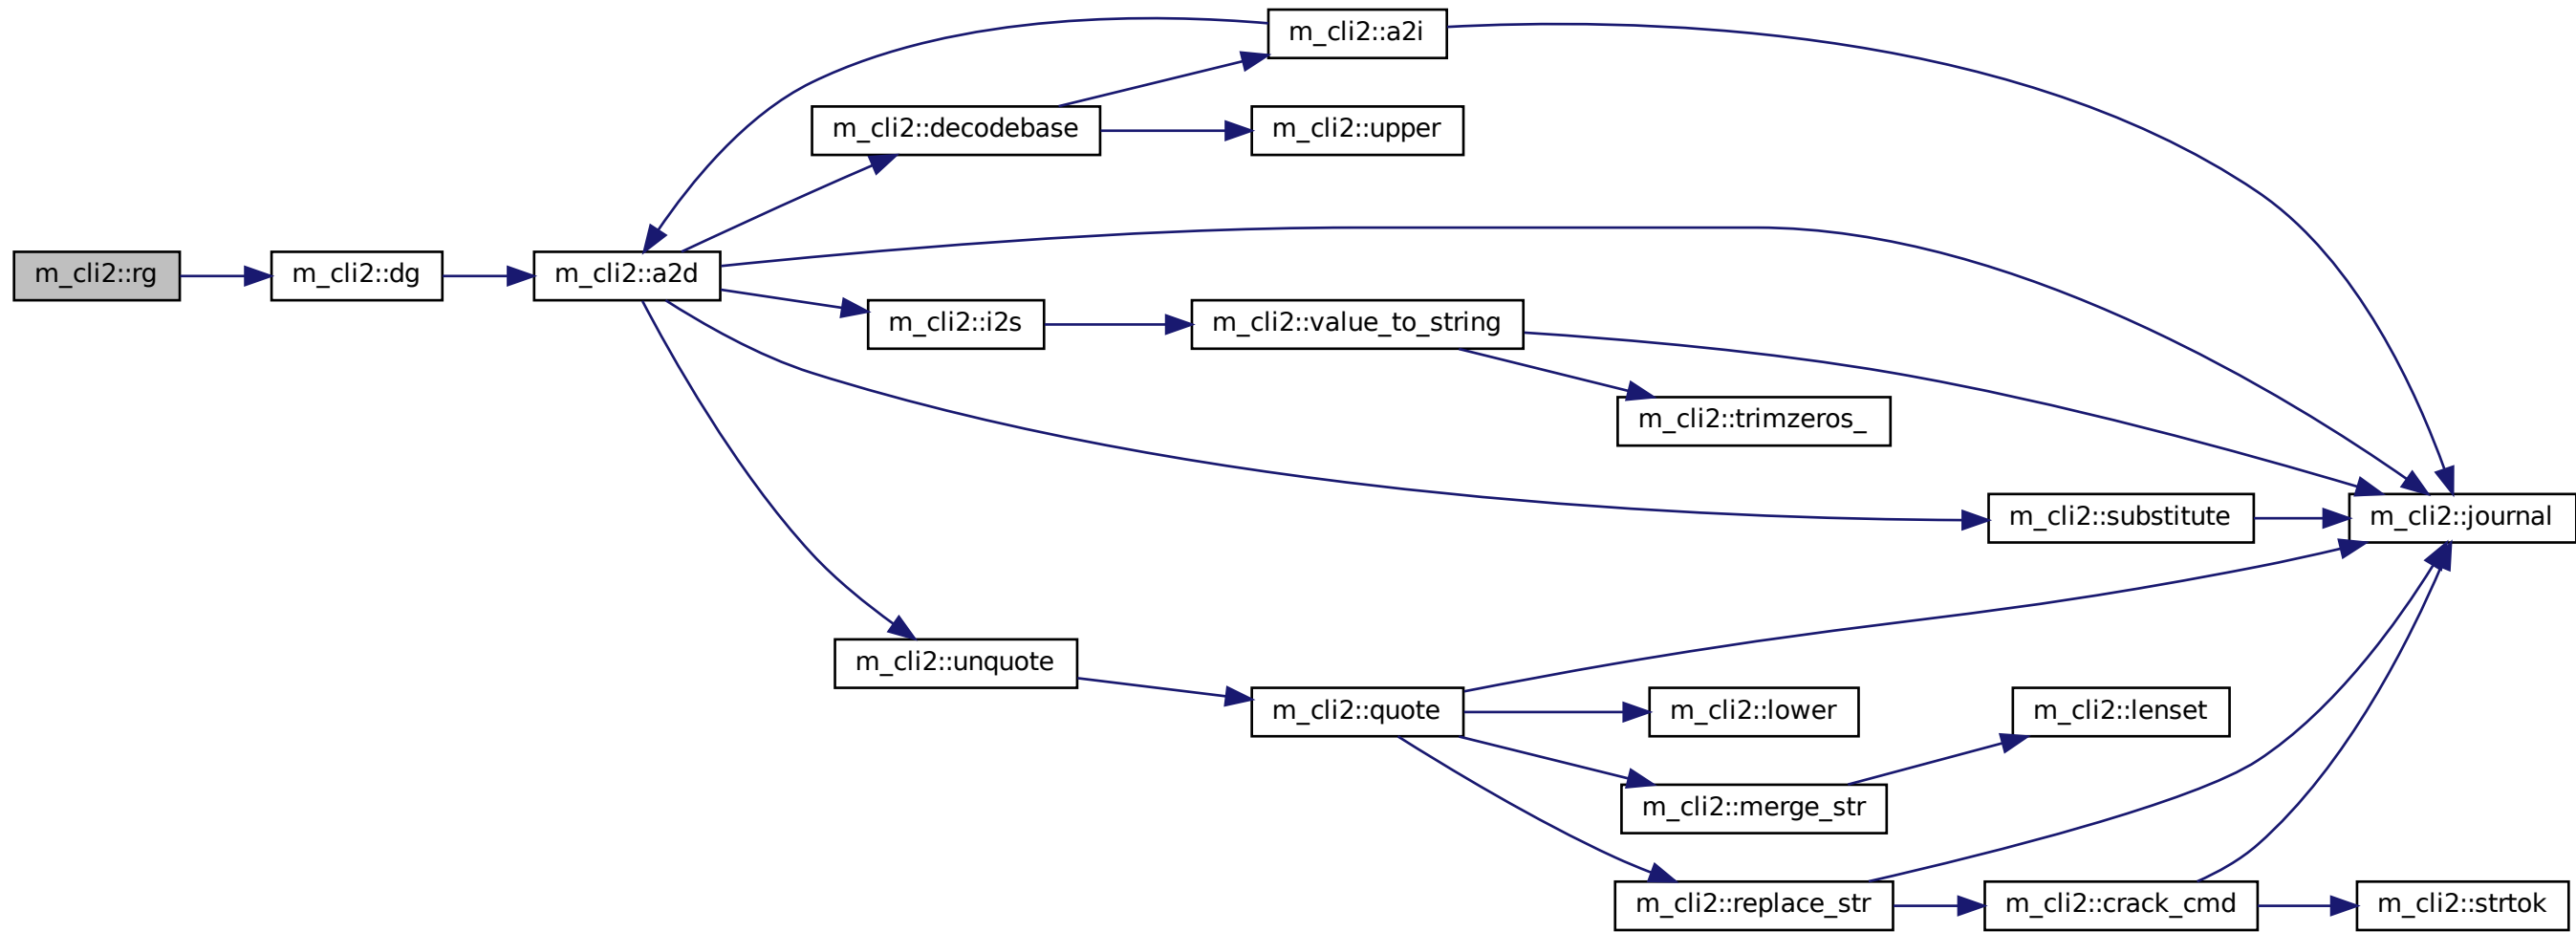 m_cli2::a2i
m_cli2::decodebase
m_cli2::upper
m_cli2::rg
m_cli2::dg
m_cli2::a2d
m_cli2::i2s
m_cli2::value_to_string
m_cli2::trimzeros_
m_cli2::substitute
m_cli2::journal
m_cli2::unquote
m_cli2::quote
m_cli2::lower
m_cli2::lenset
m_cli2::merge_str
m_cli2::replace_str
m_cli2::crack_cmd
m_cli2::strtok